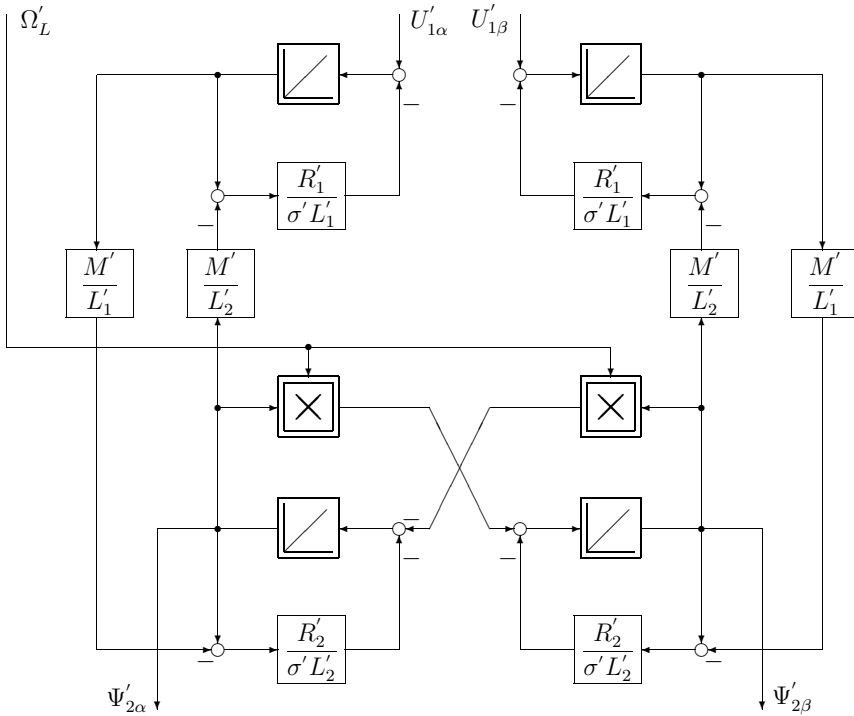 Ω'_L U'_{1α} U'_{1β}
−
−
R'_1
σ'L'_1
R'_1
σ'L'_1
−
−
M'
L'_1
M'
L'_2
M'
L'_2
M'
L'_1
×
×
−
−
−
R'_2
σ'L'_2
R'_2
σ'L'_2
−
−
Ψ'_{2α}
Ψ'_{2β}